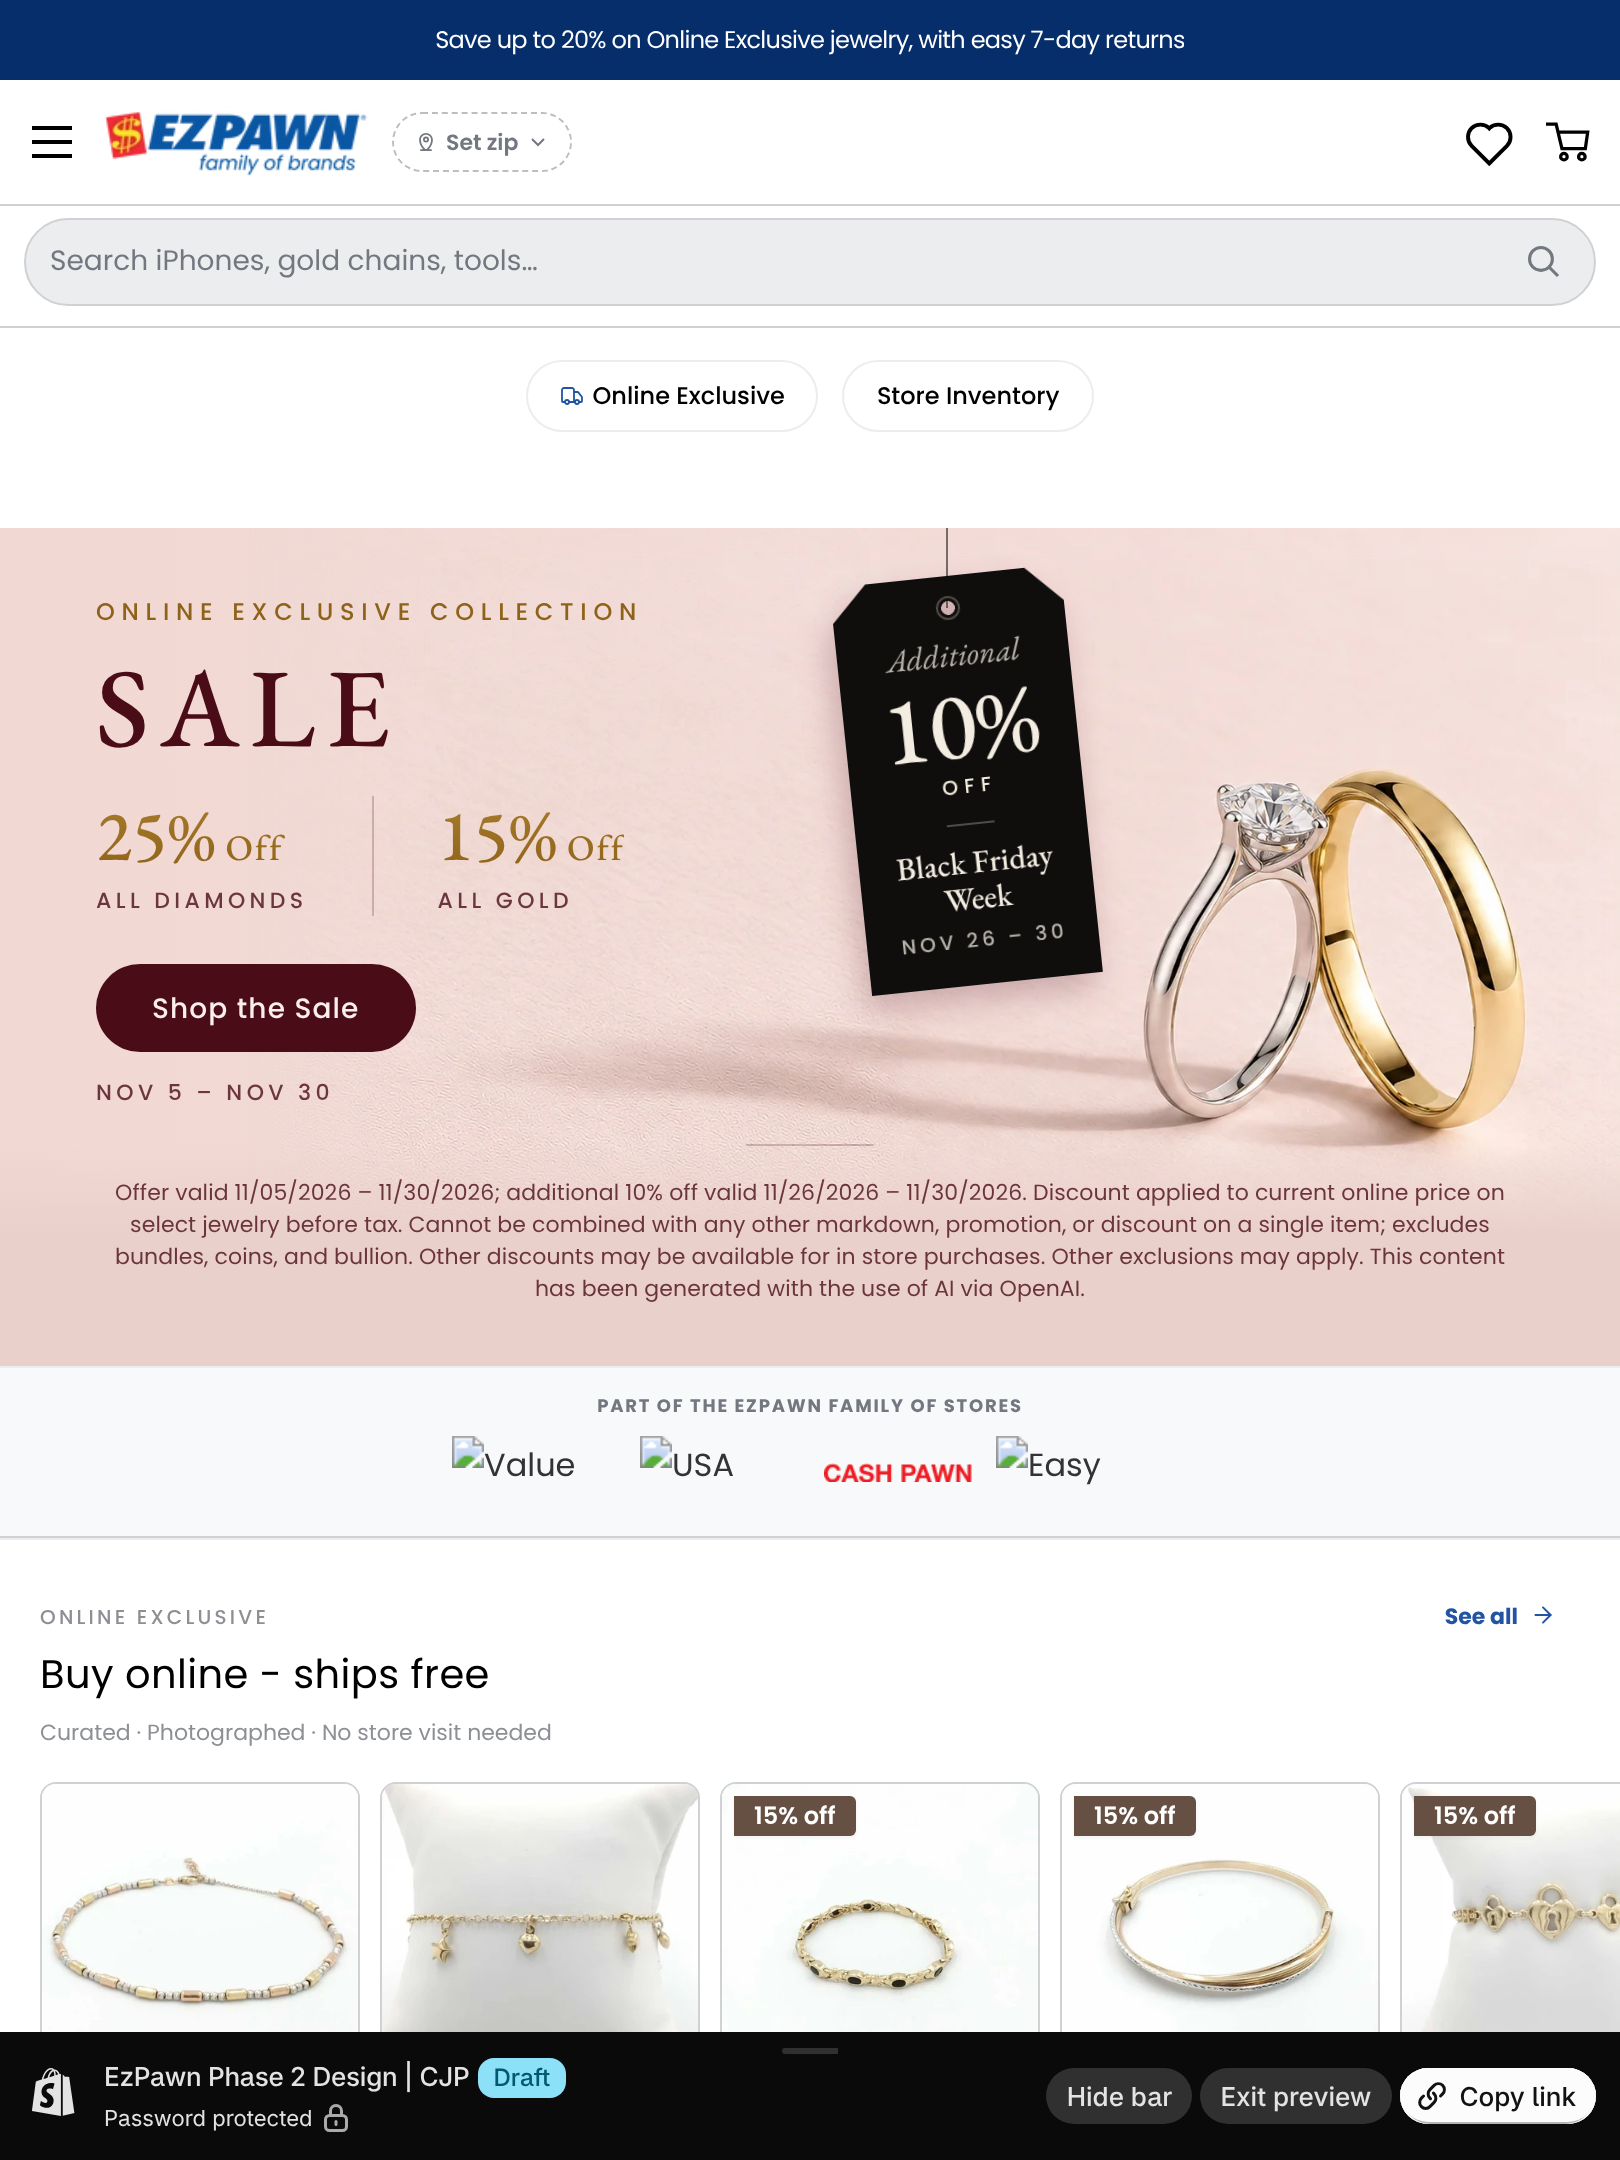 Save up to 20% on Online Exclusive jewelry, with easy 7-day returns
$EZPAWN
family of brands
Set zip
Search iPhones, gold chains, tools...
Online Exclusive
Store Inventory
ONLINE EXCLUSIVE COLLECTION
SALE
25% Off
ALL DIAMONDS
15% Off
ALL GOLD
Shop the Sale
NOV 5 – NOV 30
Additional
10%
OFF
Black Friday
Week
NOV 26 – 30
Offer valid 11/05/2026 – 11/30/2026; additional 10% off valid 11/26/2026 – 11/30/2026. Discount applied to current online price on
select jewelry before tax. Cannot be combined with any other markdown, promotion, or discount on a single item; excludes
bundles, coins, and bullion. Other discounts may be available for in store purchases. Other exclusions may apply. This content
has been generated with the use of AI via OpenAI.
PART OF THE EZPAWN FAMILY OF STORES
Value
USA
CASH PAWN
Easy
ONLINE EXCLUSIVE
See all
Buy online - ships free
Curated · Photographed · No store visit needed
15% off
15% off
15% off
EzPawn Phase 2 Design | CJP
Draft
Password protected
Hide bar
Exit preview
Copy link